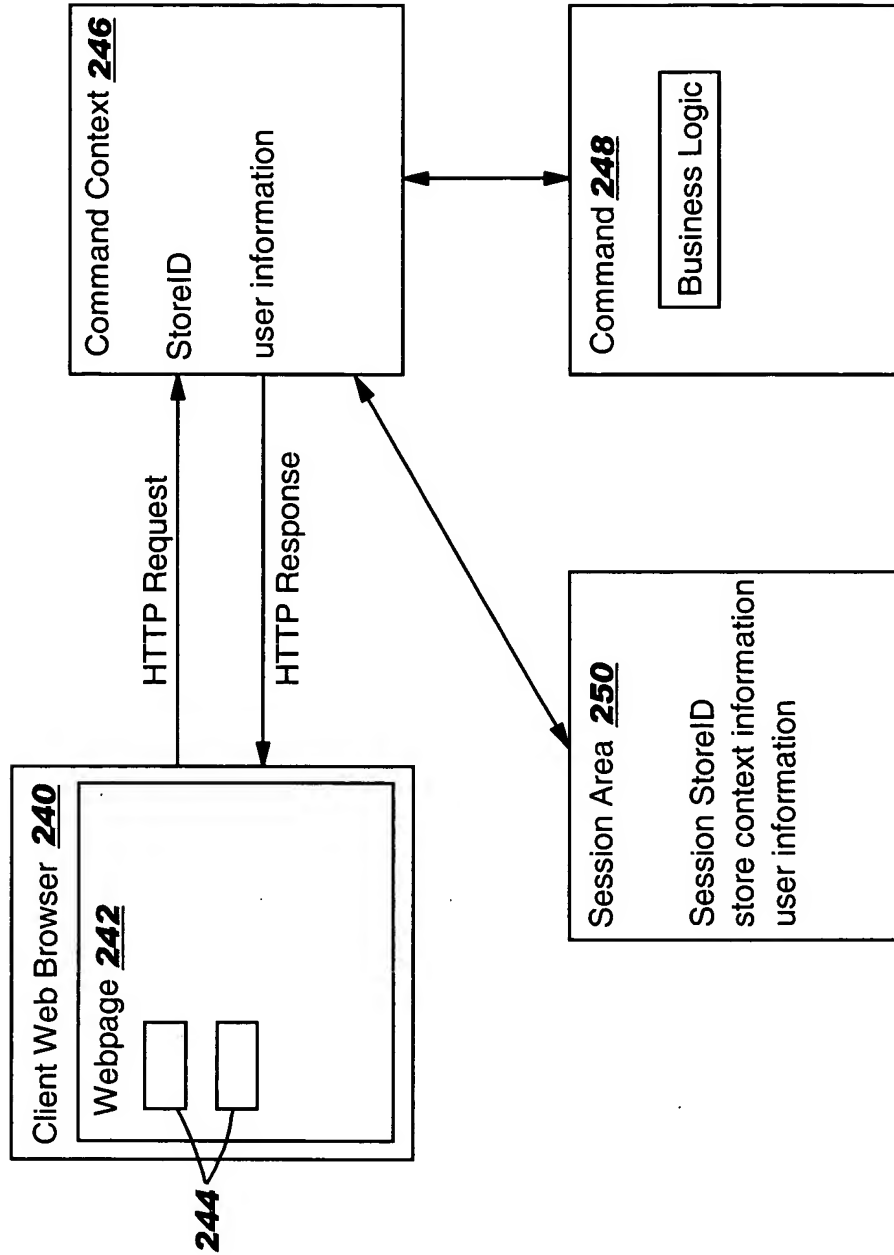 Client Web Browser 240
Webpage 242
244
HTTP Request
HTTP Response
Command Context 246
StoreID
user information
Session Area 250
Session StoreID
store context information
user information
Command 248
Business Logic